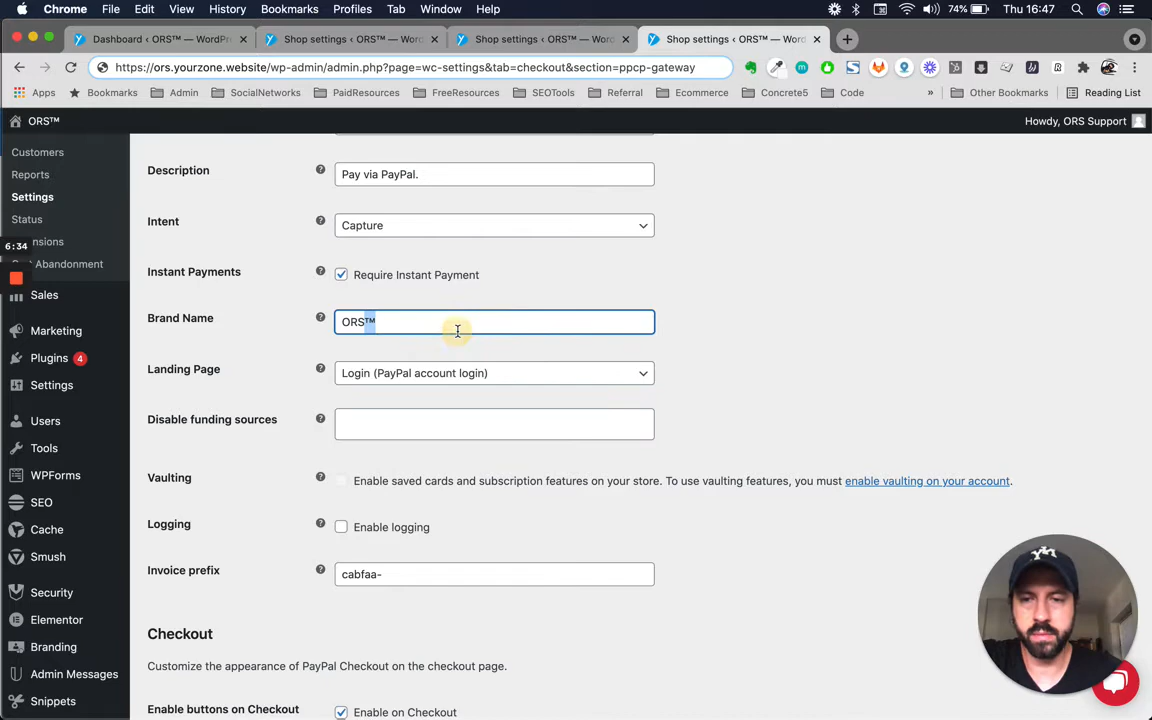 Chrome File Edit View History Bookmarks Profiles Tab Window Help 74% Thu 16:47
Dashboard ‹ ORS™ — WordPr × Shop settings ‹ ORS™ — Word × Shop settings ‹ ORS™ — Word × Shop settings ‹ ORS™ — Word ×
https://ors.yourzone.website/wp-admin/admin.php?page=wc-settings&tab=checkout&section=ppcp-gateway
Apps Bookmarks Admin SocialNetworks PaidResources FreeResources SEOTools Referral Ecommerce Concrete5 Code » Other Bookmarks Reading List
ORS™ Howdy, ORS Support
Customers
Reports
Settings
Status
ensions
t Abandonment
6:34
Sales
Marketing
Plugins 4
Settings
Users
Tools
WPForms
SEO
Cache
Smush
Security
Elementor
Branding
Admin Messages
Snippets
Description Pay via PayPal.
Intent Capture
Instant Payments Require Instant Payment
Brand Name ORS™
Landing Page Login (PayPal account login)
Disable funding sources
Vaulting Enable saved cards and subscription features on your store. To use vaulting features, you must enable vaulting on your account.
Logging Enable logging
Invoice prefix cabfaa-
Checkout
Customize the appearance of PayPal Checkout on the checkout page.
Enable buttons on Checkout Enable on Checkout